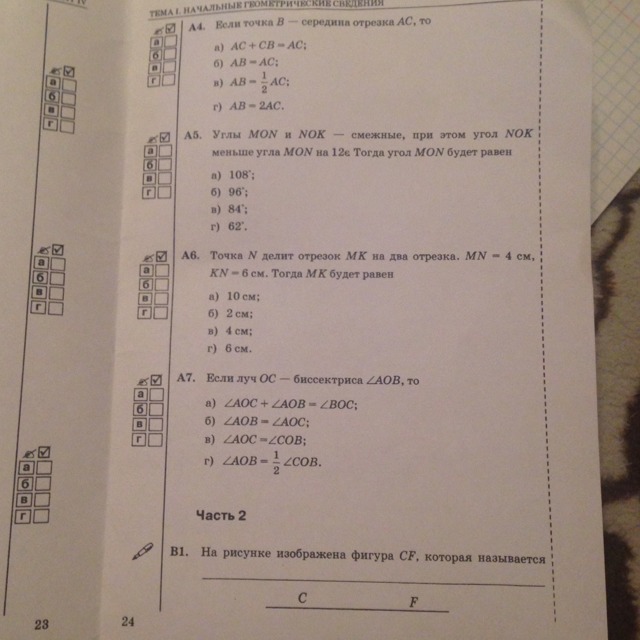 ТЕМА I. НАЧАЛЬНЫЕ ГЕОМЕТРИЧЕСКИЕ СВЕДЕНИЯ
А4. Если точка B — середина отрезка AC, то
а) AC + CB = AC;
б) AB = AC;
в) AB = 1/2 AC;
г) AB = 2AC.
а
б
в
г
А5. Углы MON и NOK — смежные, при этом угол NOK
меньше угла MON на 12є Тогда угол MON будет равен
а) 108°;
б) 96°;
в) 84°;
г) 62°.
а
б
в
г
А6. Точка N делит отрезок MK на два отрезка. MN = 4 см,
KN = 6 см. Тогда MK будет равен
а) 10 см;
б) 2 см;
в) 4 см;
г) 6 см.
а
б
в
г
А7. Если луч OC — биссектриса ∠AOB, то
а) ∠AOC + ∠AOB = ∠BOC;
б) ∠AOB = ∠AOC;
в) ∠AOC =∠COB;
г) ∠AOB = 1/2 ∠COB.
а
б
в
г
Часть 2
В1. На рисунке изображена фигура CF, которая называется
C F
24
а
б
в
г
а
б
в
г
а
б
в
г
23